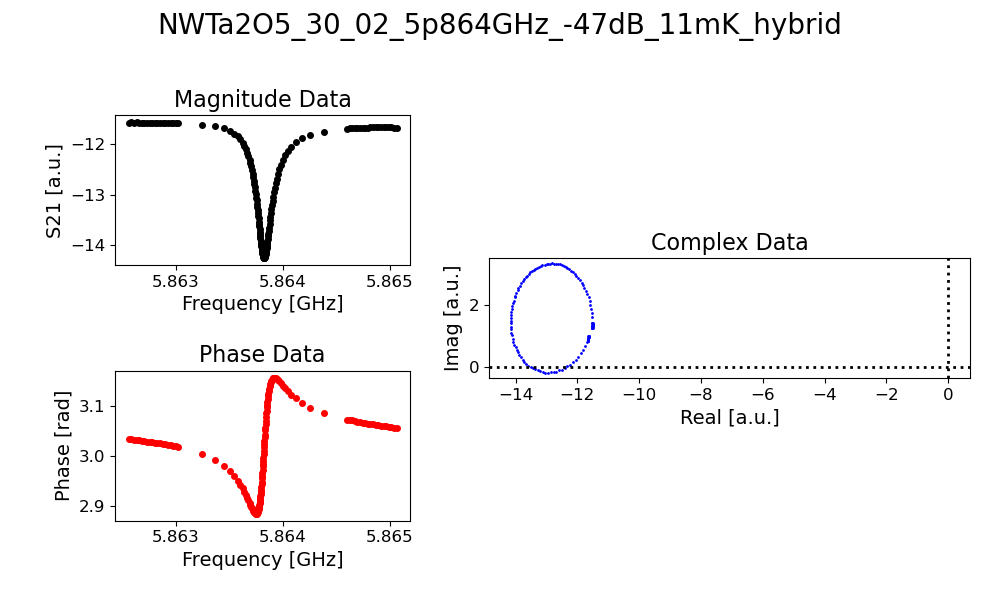 NWTa2O5_30_02_5p864GHz_-47dB_11mK_hybrid
Magnitude Data
S21 [a.u.]
−12
−13
−14
5.863 5.864 5.865
Frequency [GHz]
Phase Data
Phase [rad]
3.1
3.0
2.9
5.863 5.864 5.865
Frequency [GHz]
Complex Data
Imag [a.u.]
2
0
−14 −12 −10 −8 −6 −4 −2 0
Real [a.u.]